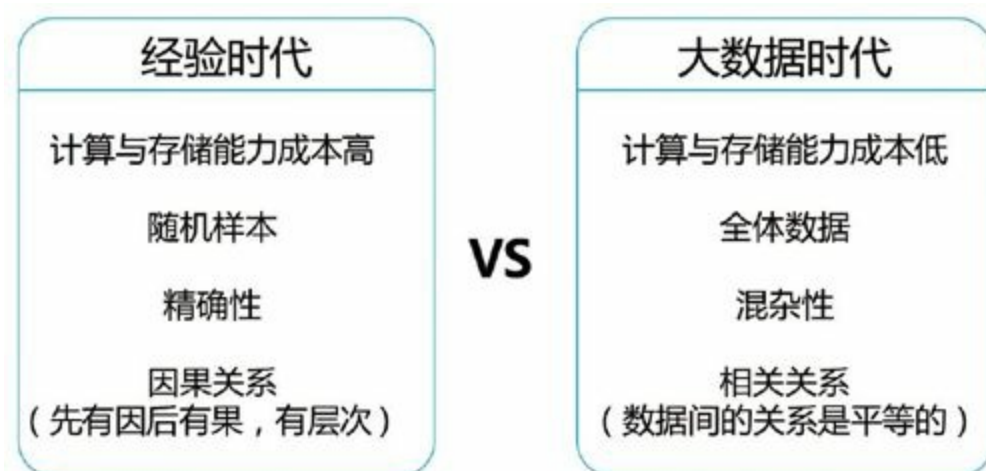 经验时代
计算与存储能力成本高
随机样本
精确性
因果关系
（先有因后有果，有层次）
VS
大数据时代
计算与存储能力成本低
全体数据
混杂性
相关关系
（数据间的关系是平等的）